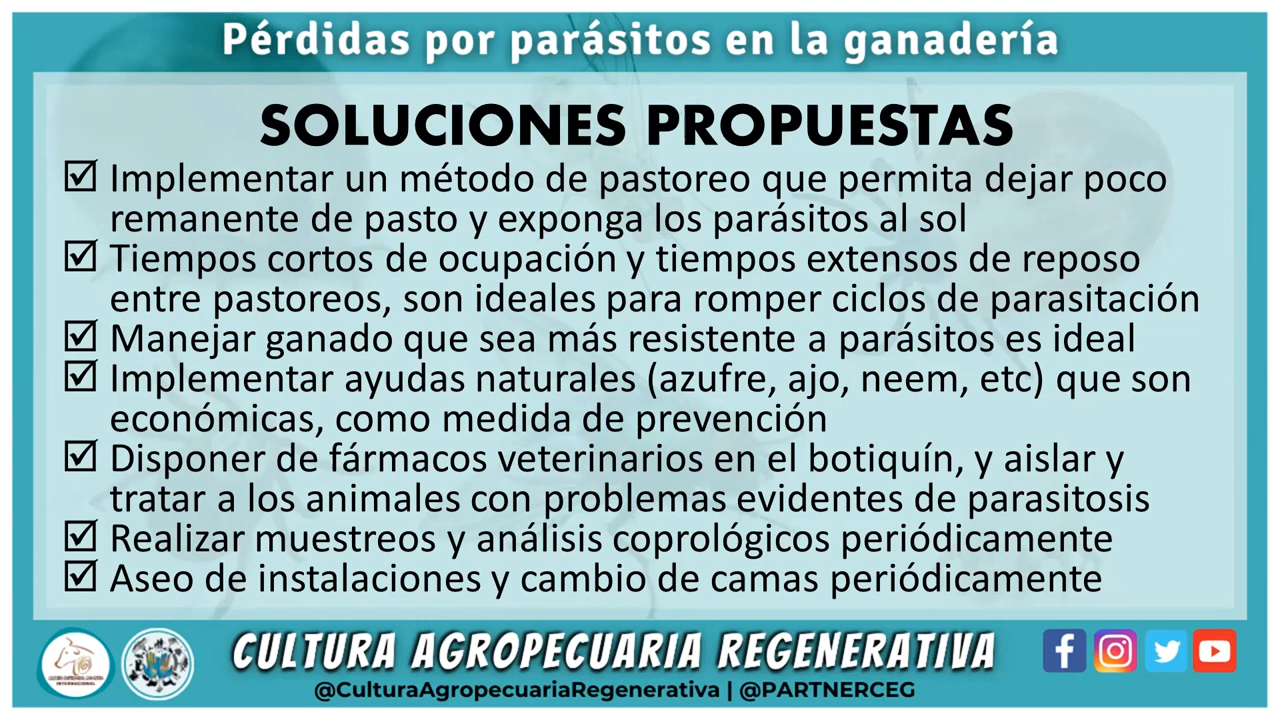 Pérdidas por parásitos en la ganadería
SOLUCIONES PROPUESTAS
☑ Implementar un método de pastoreo que permita dejar poco
remanente de pasto y exponga los parásitos al sol
☑ Tiempos cortos de ocupación y tiempos extensos de reposo
entre pastoreos, son ideales para romper ciclos de parasitación
☑ Manejar ganado que sea más resistente a parásitos es ideal
☑ Implementar ayudas naturales (azufre, ajo, neem, etc) que son
económicas, como medida de prevención
☑ Disponer de fármacos veterinarios en el botiquín, y aislar y
tratar a los animales con problemas evidentes de parasitosis
☑ Realizar muestreos y análisis coprológicos periódicamente
☑ Aseo de instalaciones y cambio de camas periódicamente
CULTURA AGROPECUARIA REGENERATIVA
@CulturaAgropecuariaRegenerativa | @PARTNERCEG